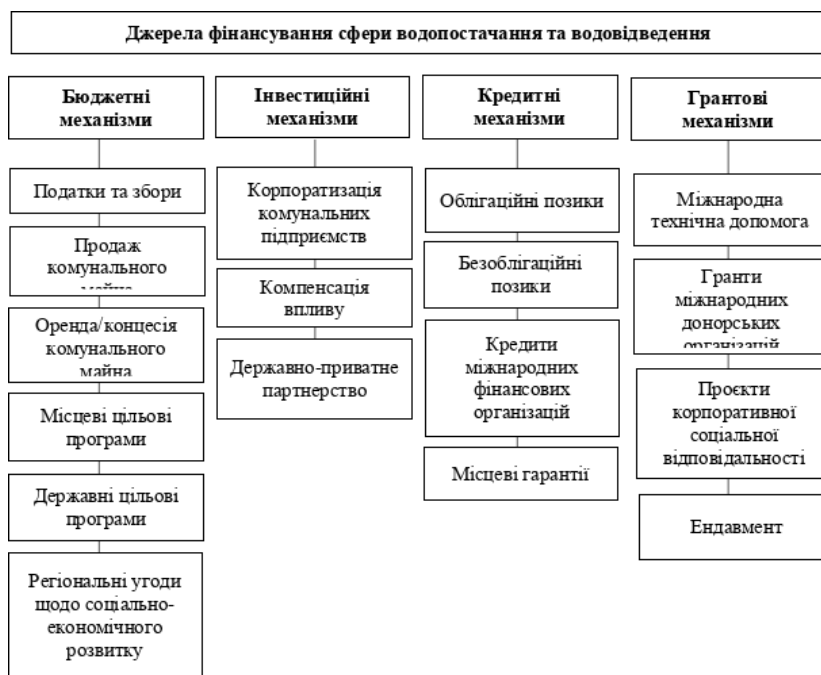 Джерела фінансування сфери водопостачання та водовідведення
Бюджетні
механізми
Податки та збори
Продаж
комунального
майна
Оренда/концесія
комунального
майна
Місцеві цільові
програми
Державні цільові
програми
Регіональні угоди
щодо соціально-
економічного
розвитку
Інвестиційні
механізми
Корпоратизація
комунальних
підприємств
Компенсація
впливу
Державно-приватне
партнерство
Кредитні
механізми
Облігаційні позики
Безоблігаційні
позики
Кредити
міжнародних
фінансових
організацій
Місцеві гарантії
Грантові
механізми
Міжнародна
технічна допомога
Гранти
міжнародних
донорських
організацій
Проєкти
корпоративної
соціальної
відповідальності
Ендавмент